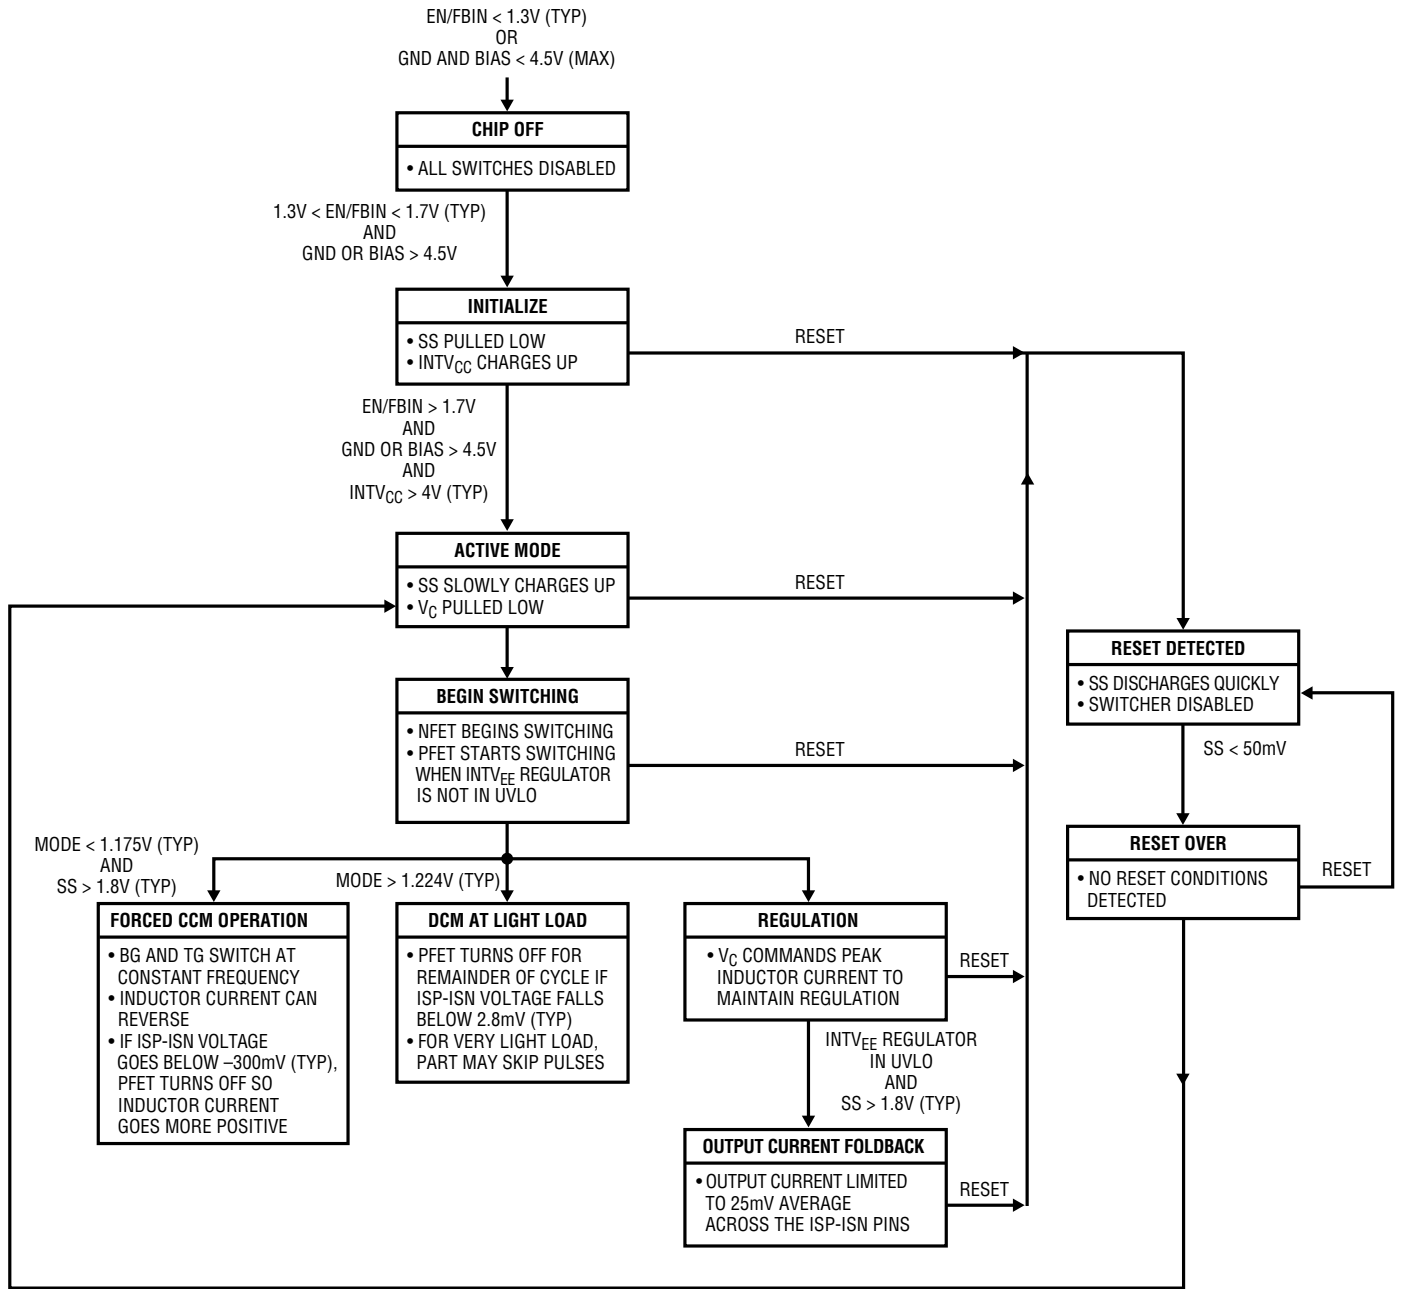 EN/FBIN < 1.3V (TYP)
OR
GND AND BIAS < 4.5V (MAX)
CHIP OFF
• ALL SWITCHES DISABLED
1.3V < EN/FBIN < 1.7V (TYP)
AND
GND OR BIAS > 4.5V
INITIALIZE
• SS PULLED LOW
• INTVCC CHARGES UP
RESET
EN/FBIN > 1.7V
AND
GND OR BIAS > 4.5V
AND
INTVCC > 4V (TYP)
ACTIVE MODE
• SS SLOWLY CHARGES UP
• VC PULLED LOW
RESET
BEGIN SWITCHING
• NFET BEGINS SWITCHING
• PFET STARTS SWITCHING
WHEN INTVEE REGULATOR
IS NOT IN UVLO
RESET
RESET DETECTED
• SS DISCHARGES QUICKLY
• SWITCHER DISABLED
SS < 50mV
RESET OVER
• NO RESET CONDITIONS
DETECTED
RESET
MODE < 1.175V (TYP)
AND
SS > 1.8V (TYP)
FORCED CCM OPERATION
• BG AND TG SWITCH AT
CONSTANT FREQUENCY
• INDUCTOR CURRENT CAN
REVERSE
• IF ISP-ISN VOLTAGE
GOES BELOW –300mV (TYP),
PFET TURNS OFF SO
INDUCTOR CURRENT
GOES MORE POSITIVE
MODE > 1.224V (TYP)
DCM AT LIGHT LOAD
• PFET TURNS OFF FOR
REMAINDER OF CYCLE IF
ISP-ISN VOLTAGE FALLS
BELOW 2.8mV (TYP)
• FOR VERY LIGHT LOAD,
PART MAY SKIP PULSES
REGULATION
• VC COMMANDS PEAK
INDUCTOR CURRENT TO
MAINTAIN REGULATION
RESET
INTVEE REGULATOR
IN UVLO
AND
SS > 1.8V (TYP)
OUTPUT CURRENT FOLDBACK
• OUTPUT CURRENT LIMITED
TO 25mV AVERAGE
ACROSS THE ISP-ISN PINS
RESET